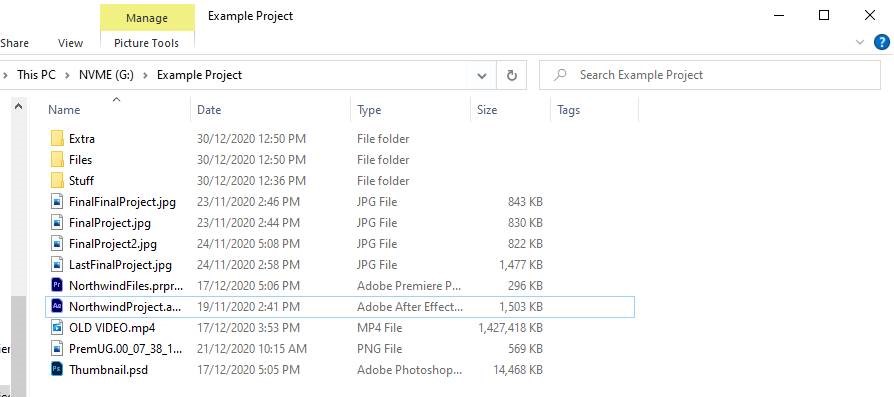 Manage Example Project
Share View Picture Tools
This PC NVME (G:) Example Project Search Example Project
Name Date Type Size Tags
Extra 30/12/2020 12:50 PM File folder
Files 30/12/2020 12:50 PM File folder
Stuff 30/12/2020 12:36 PM File folder
FinalFinalProject.jpg 23/11/2020 2:46 PM JPG File 843 KB
FinalProject.jpg 23/11/2020 2:44 PM JPG File 830 KB
FinalProject2.jpg 24/11/2020 5:08 PM JPG File 822 KB
LastFinalProject.jpg 24/11/2020 2:58 PM JPG File 1,477 KB
Pr NorthwindFiles.prpr... 17/12/2020 5:06 PM Adobe Premiere P... 296 KB
Ae NorthwindProject.a... 19/11/2020 2:41 PM Adobe After Effect... 1,503 KB
OLD VIDEO.mp4 17/12/2020 3:53 PM MP4 File 1,427,418 KB
PremUG.00_07_38_1... 21/12/2020 10:15 AM PNG File 569 KB
Ps Thumbnail.psd 17/12/2020 5:05 PM Adobe Photoshop... 14,468 KB